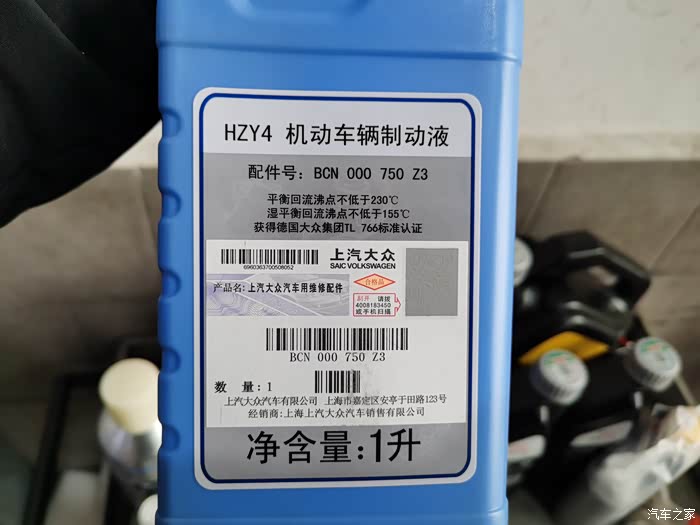 HZY4 机动车辆制动液
配件号: BCN 000 750 Z3
平衡回流沸点不低于230℃
湿平衡回流沸点不低于155℃
获得德国大众集团TL 766标准认证
6960363700508052
上汽大众
SAIC VOLKSWAGEN
产品名: 上汽大众汽车用维修配件
合格品
刮开 请拨
4008183450
或手机扫描
BCN 000 750 Z3
数 量: 1
上汽大众汽车有限公司 上海市嘉定区安亭于田路123号
经销商: 上海上汽大众汽车销售有限公司
净含量: 1升
汽车之家